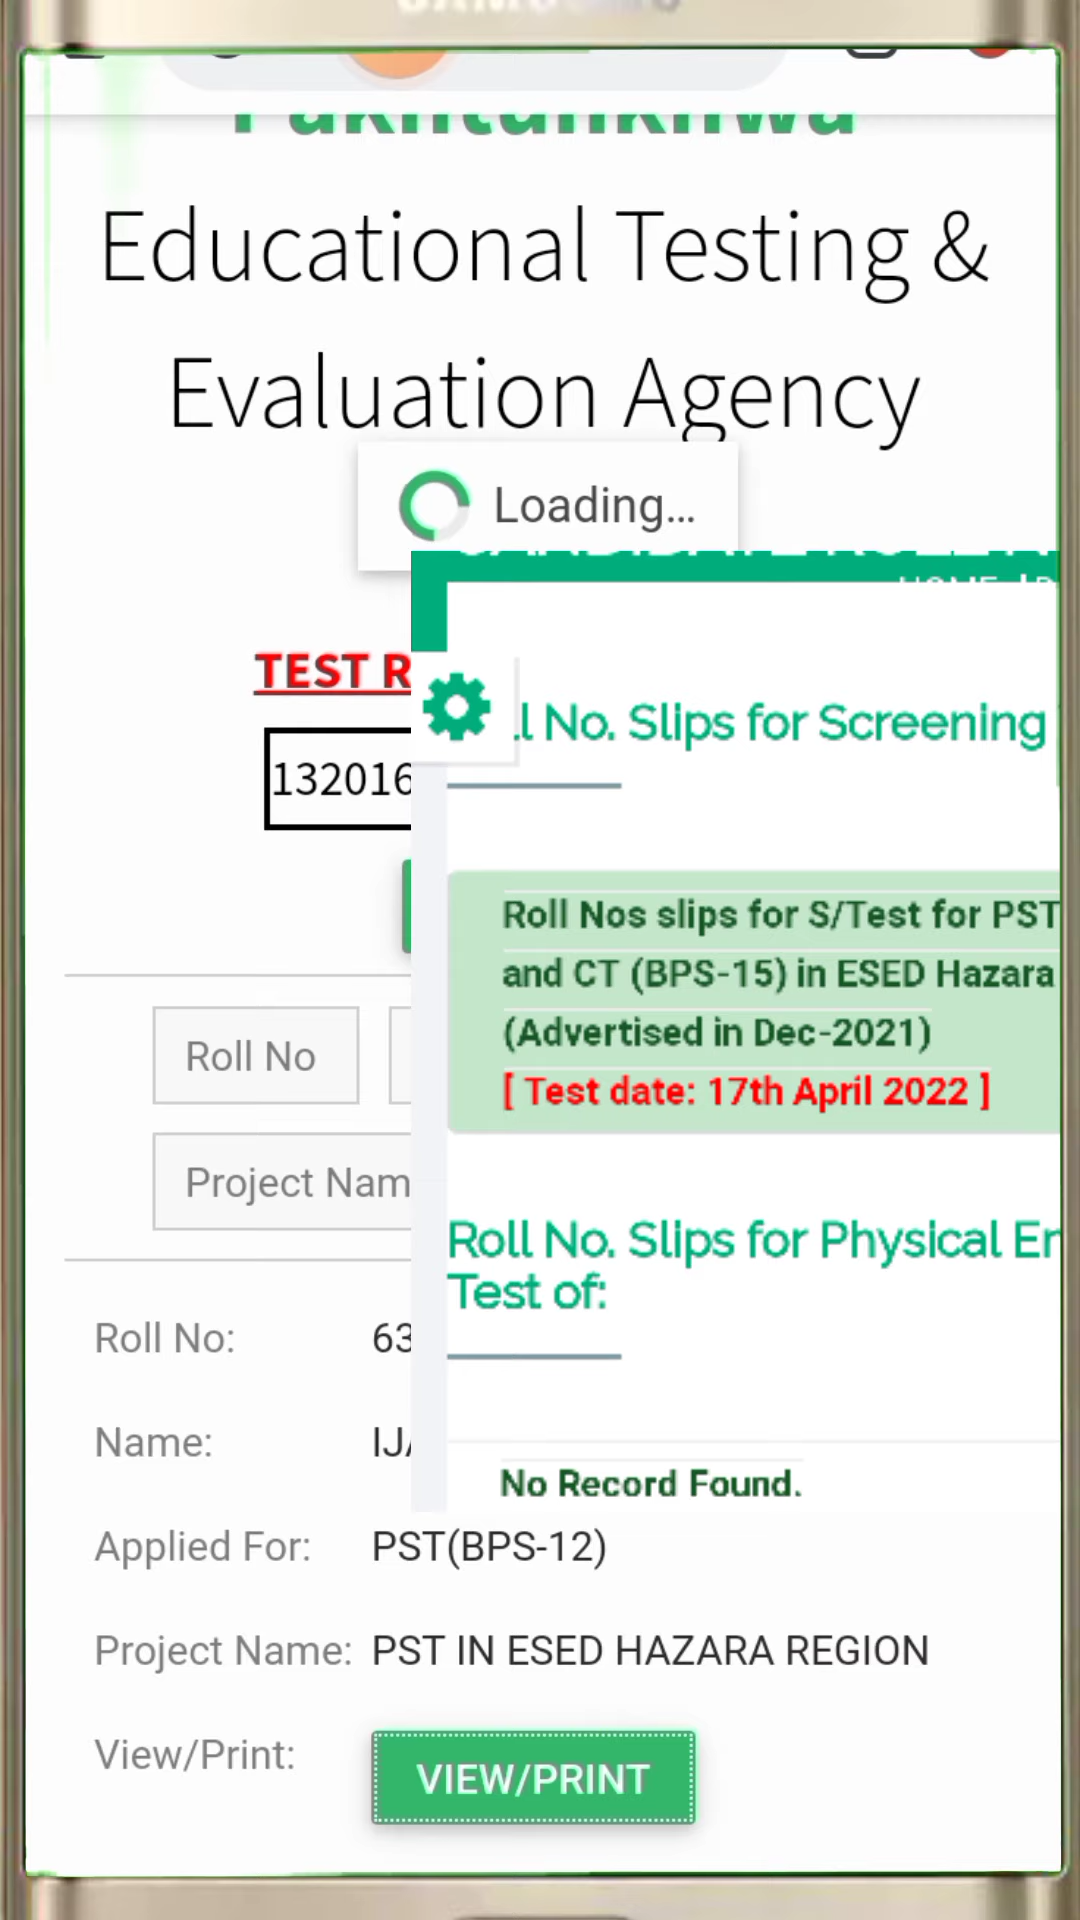 Educational Testing &
Evaluation Agency
Loading...
TEST R
132016
No. Slips for Screening
Roll Nos slips for S/Test for PST
and CT (BPS-15) in ESED Hazara
(Advertised in Dec-2021)
[ Test date: 17th April 2022 ]
Roll No. Slips for Physical
Test of:
No Record Found.
Roll No
Project Nam
Roll No: 63
Name:
Applied For: PST(BPS-12)
Project Name: PST IN ESED HAZARA REGION
View/Print: VIEW/PRINT